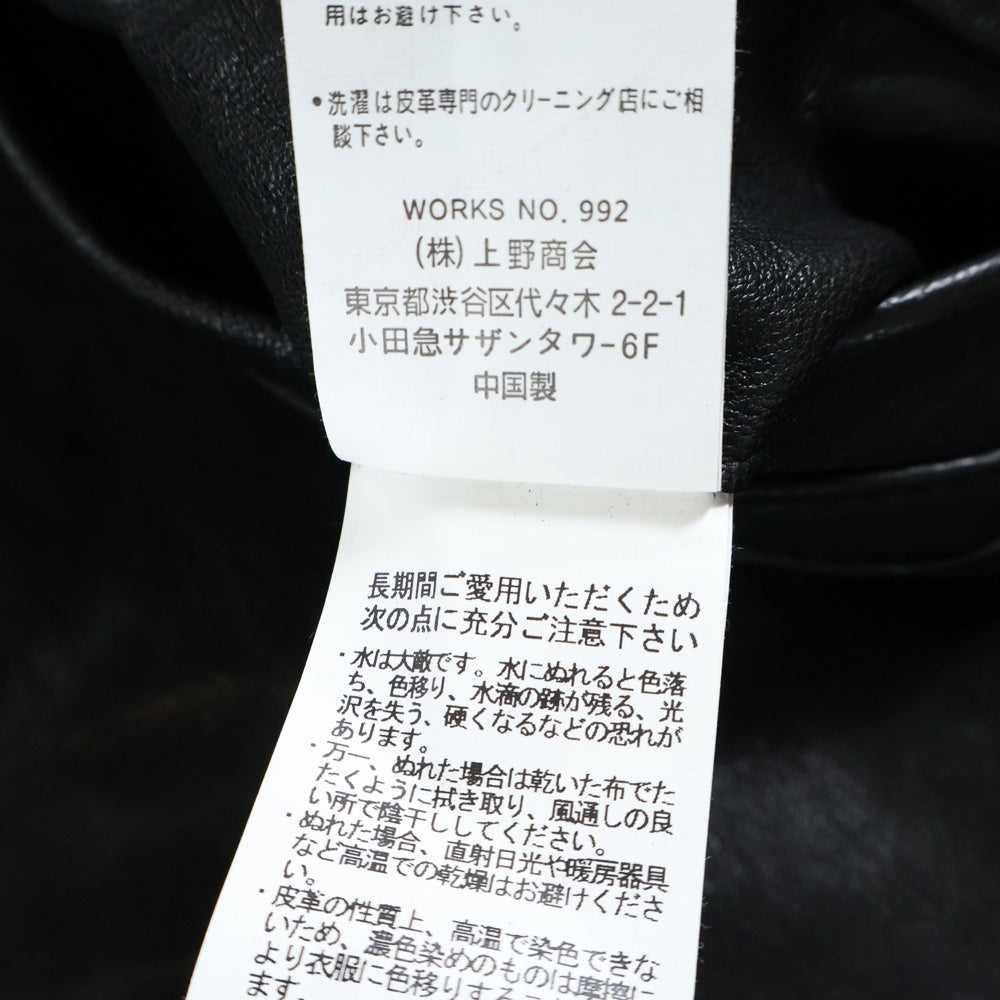 用はお避け下さい。
•洗濯は皮革専門のクリーニング店にご相
談下さい。
WORKS NO. 992
(株)上野商会
東京都渋谷区代々木 2-2-1
小田急サザンタワー6F
中国製
長期間ご愛用いただくため
次の点に充分ご注意下さい
・水は大敵です。水にぬれると色落
ち、色移り、水滴の跡が残る、光
沢を失う、硬くなるなどの恐れが
あります。
・万一、ぬれた場合は乾いた布でた
たくように拭き取り、風通しの良
い所で陰干ししてください。
・ぬれた場合、直射日光や暖房器具
など高温での乾燥はお避けくださ
い。
・皮革の性質上、高温で染色できな
いため、濃色染めのものは摩擦に
より衣服に色移りすること
ます。